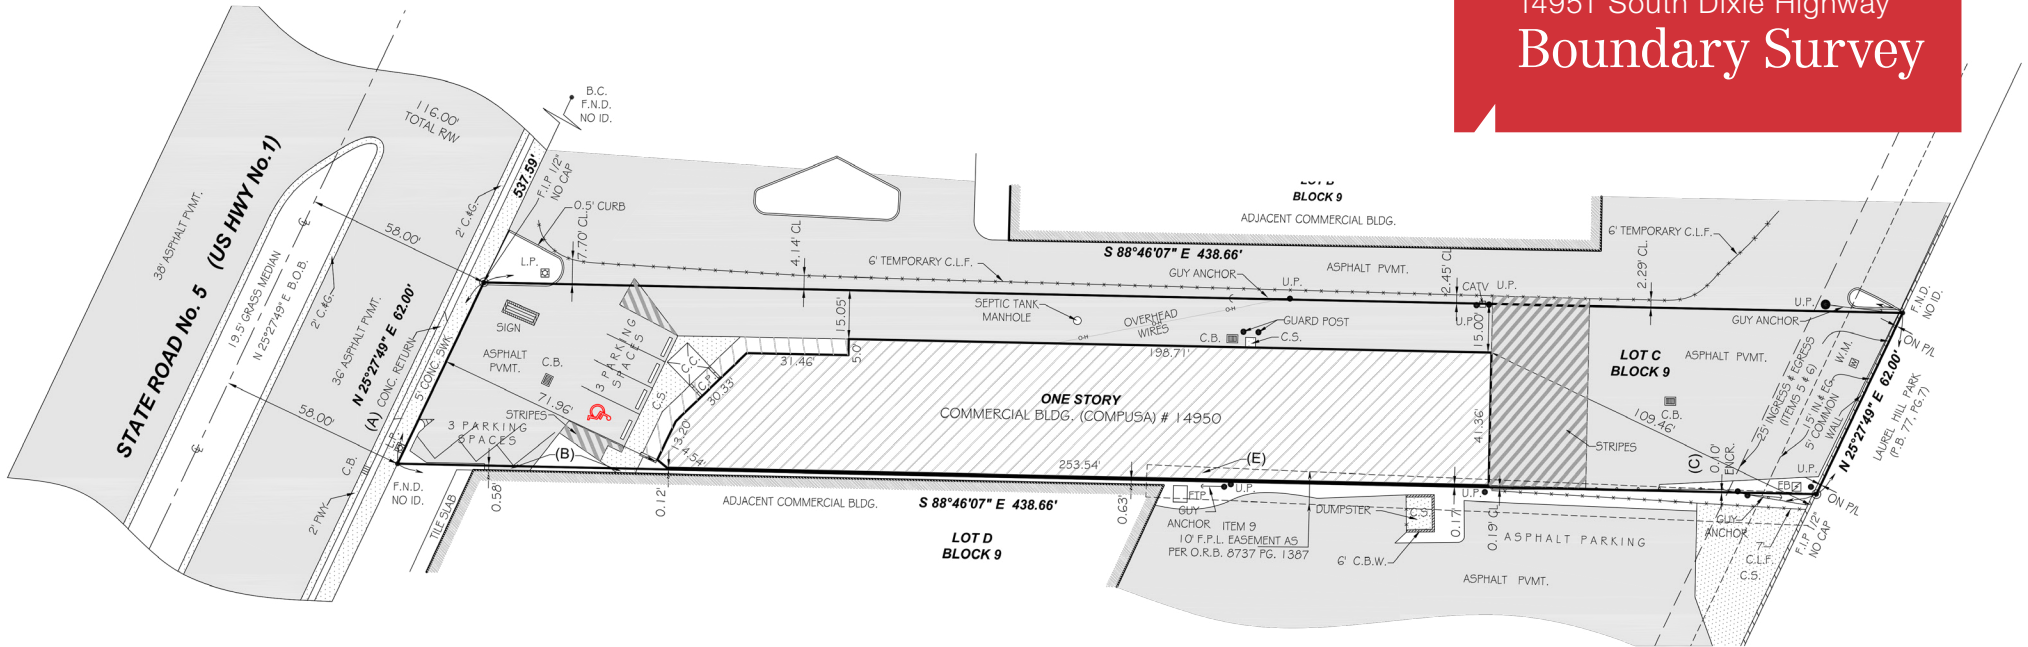 14951 South Dixie Highway
Boundary Survey
B.C.
F.N.D.
NO ID.
116.00'
TOTAL R/W
STATE ROAD No. 5 (US HWY No.1)
38' ASPHALT PVMT.
19.5' GRASS MEDIAN
N 25°27'49" E B.O.B.
58.00'
58.00'
2' C.&G.
2' C.&G.
36' ASPHALT PVMT.
N 25°27'49" E 62.00'
(A) CONC. RETURN
5' CONC. SWK.
537.59'
F.I.P 1/2"
NO CAP
0.5' CURB
7.70' CL.
L.P.
SIGN
ASPHALT
PVMT.
C.B.
71.96'
STRIPES
3 PARKING
SPACES
3 PARKING
SPACES
(B)
L.P.
C.B.
2' PWY.
F.N.D.
NO ID.
TILE SLAB
0.58'
0.12'
C.S.
C.C.
C.P.
13.20'
14.54'
30.33'
31.46'
5.0'
15.05'
4.14' CL
6' TEMPORARY C.L.F.
S 88°46'07" E 438.66'
GUY ANCHOR
U.P.
SEPTIC TANK
MANHOLE
OVERHEAD
WIRES
OH
OH
OH
C.B.
GUARD POST
C.S.
198.71'
LOT B
BLOCK 9
ADJACENT COMMERCIAL BLDG.
ASPHALT PVMT.
2.45' CL.
CATV
U.P.
U.P.
15.00'
6' TEMPORARY C.L.F.
2.29' CL.
U.P.
GUY ANCHOR
F.N.D.
NO ID.
ON P/L
LOT C
BLOCK 9
ASPHALT PVMT.
W.M.
25' INGRESS & EGRESS
(ITEMS 5 & 6)
15' IN.& EG.
5' COMMON
WALL
N 25°27'49" E 62.00'
LAUREL HILL PARK
(P.B. 77, PG.7)
109.46'
C.B.
STRIPES
ONE STORY
COMMERCIAL BLDG. (COMPUSA) # 14950
41.36'
253.54'
(E)
(C)
0.10'
ENCR.
U.P.
EB
ON P/L
F.I.P 1/2"
NO CAP
ADJACENT COMMERCIAL BLDG.
S 88°46'07" E 438.66'
LOT D
BLOCK 9
0.63'
FTP
U.P.
GUY
ANCHOR
ITEM 9
10' F.P.L. EASEMENT AS
PER O.R.B. 8737 PG. 1387
DUMPSTER
C.S.
6' C.B.W.
0.17'
U.P.
0.19' CL.
ASPHALT PARKING
ASPHALT PVMT.
GUY
ANCHOR
7'
C.L.F.
C.S.